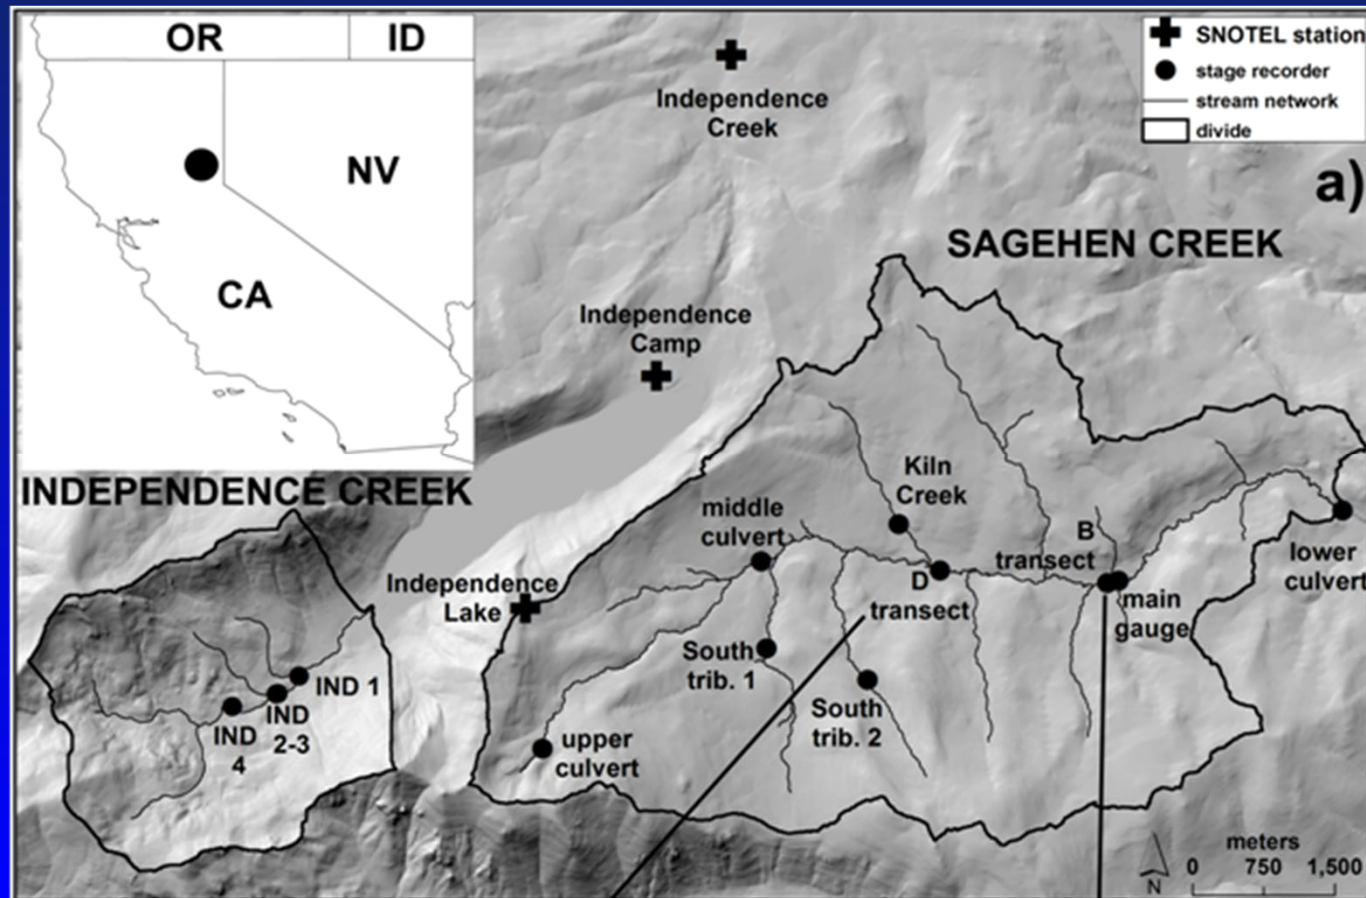 OR
ID
NV
CA
SNOTEL station
stage recorder
stream network
divide
a)
Independence
Creek
SAGEHEN CREEK
Independence
Camp
INDEPENDENCE CREEK
Kiln
Creek
middle
culvert
B
transect
lower
culvert
Independence
Lake
D
transect
main
gauge
South
trib. 1
IND 1
IND
2-3
IND
4
South
trib. 2
upper
culvert
meters
0 750 1,500
N